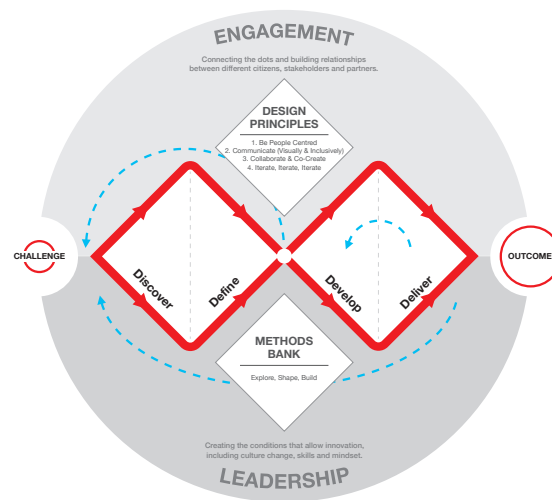 ENGAGEMENT
Connecting the dots and building relationships
between different citizens, stakeholders and partners.
DESIGN
PRINCIPLES
1. Be People Centred
2. Communicate (Visually & Inclusively)
3. Collaborate & Co-Create
4. Iterate, Iterate, Iterate
CHALLENGE
OUTCOME
Discover
Define
Develop
Deliver
METHODS
BANK
Explore, Shape, Build
Creating the conditions that allow innovation,
including culture change, skills and mindset.
LEADERSHIP